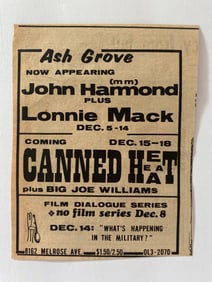 Ash Grove
NOW APPEARING
(mm)
John Hammond
PLUS
Lonnie Mack
DEC. 5-14
COMING DEC. 15-18
CANNED HEAT
plus BIG JOE WILLIAMS
FILM DIALOGUE SERIES
+no film series Dec. 8
DEC. 14: "WHAT'S HAPPENING
IN THE MILITARY?"
8162 MELROSE AVE. $1.50/2.50 OL3-2070